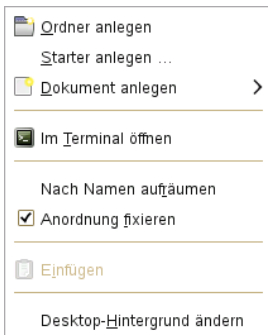 Ordner anlegen
Starter anlegen ...
Dokument anlegen
Im Terminal öffnen
Nach Namen aufräumen
Anordnung fixieren
Einfügen
Desktop-Hintergrund ändern